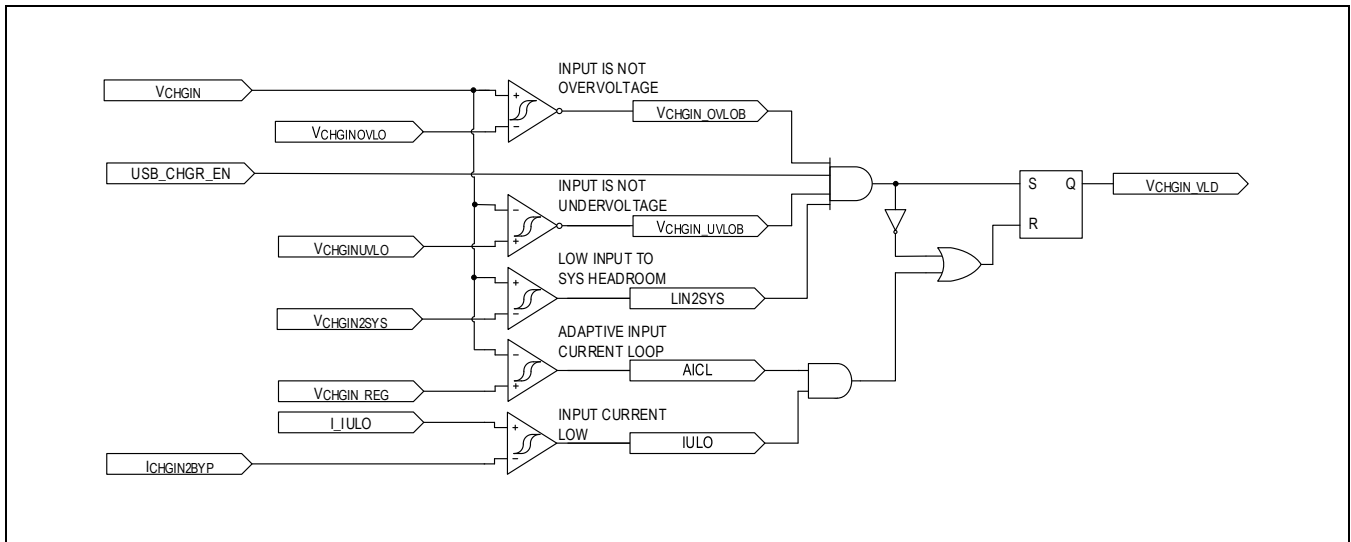 INPUT IS NOT
OVERVOLTAGE
VCHGIN
VCHGIN_OVLOB
VCHGINOVLO
USB_CHGR_EN
INPUT IS NOT
UNDERVOLTAGE
S
Q
VCHGIN_VLD
R
VCHGIN_UVLOB
VCHGINUVLO
LOW INPUT TO
SYS HEADROOM
LIN2SYS
VCHGIN2SYS
ADAPTIVE INPUT
CURRENT LOOP
AICL
VCHGIN_REG
I_IULO
INPUT CURRENT
LOW
IULO
ICHGIN2BYP